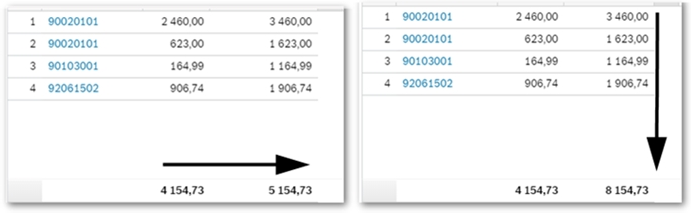 1 90020101 2 460,00 3 460,00
2 90020101 623,00 1 623,00
3 90103001 164,99 1 164,99
4 92061502 906,74 1 906,74
4 154,73 5 154,73
1 90020101 2 460,00 3 460,00
2 90020101 623,00 1 623,00
3 90103001 164,99 1 164,99
4 92061502 906,74 1 906,74
4 154,73 8 154,73